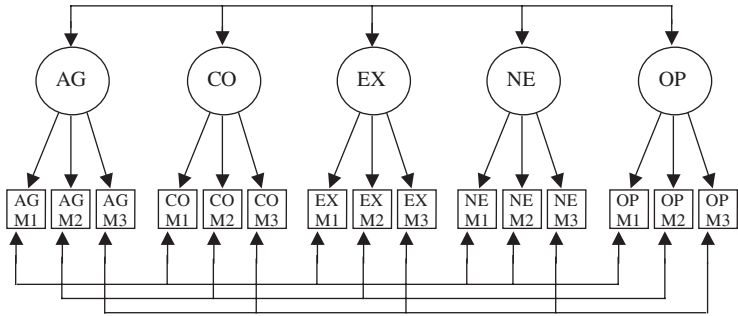 AG CO EX NE OP
AG AG AG CO CO CO EX EX EX NE NE NE OP OP OP
M1 M2 M3 M1 M2 M3 M1 M2 M3 M1 M2 M3 M1 M2 M3